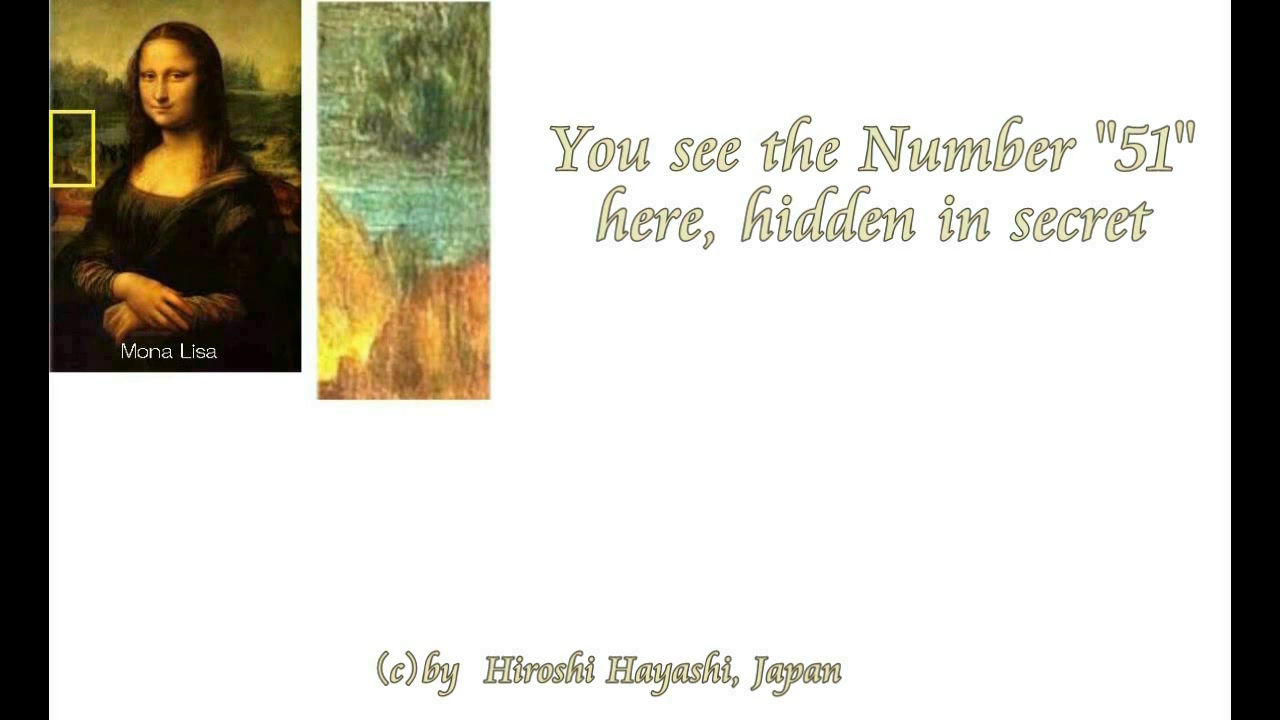 You see the Number "51"
here, hidden in secret
Mona Lisa
(c)by Hiroshi Hayashi, Japan